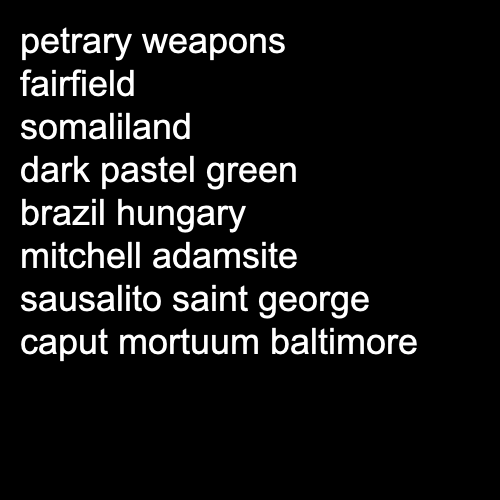 petrary weapons
fairfield
somaliland
dark pastel green
brazil hungary
mitchell adamsite
sausalito saint george
caput mortuum baltimore